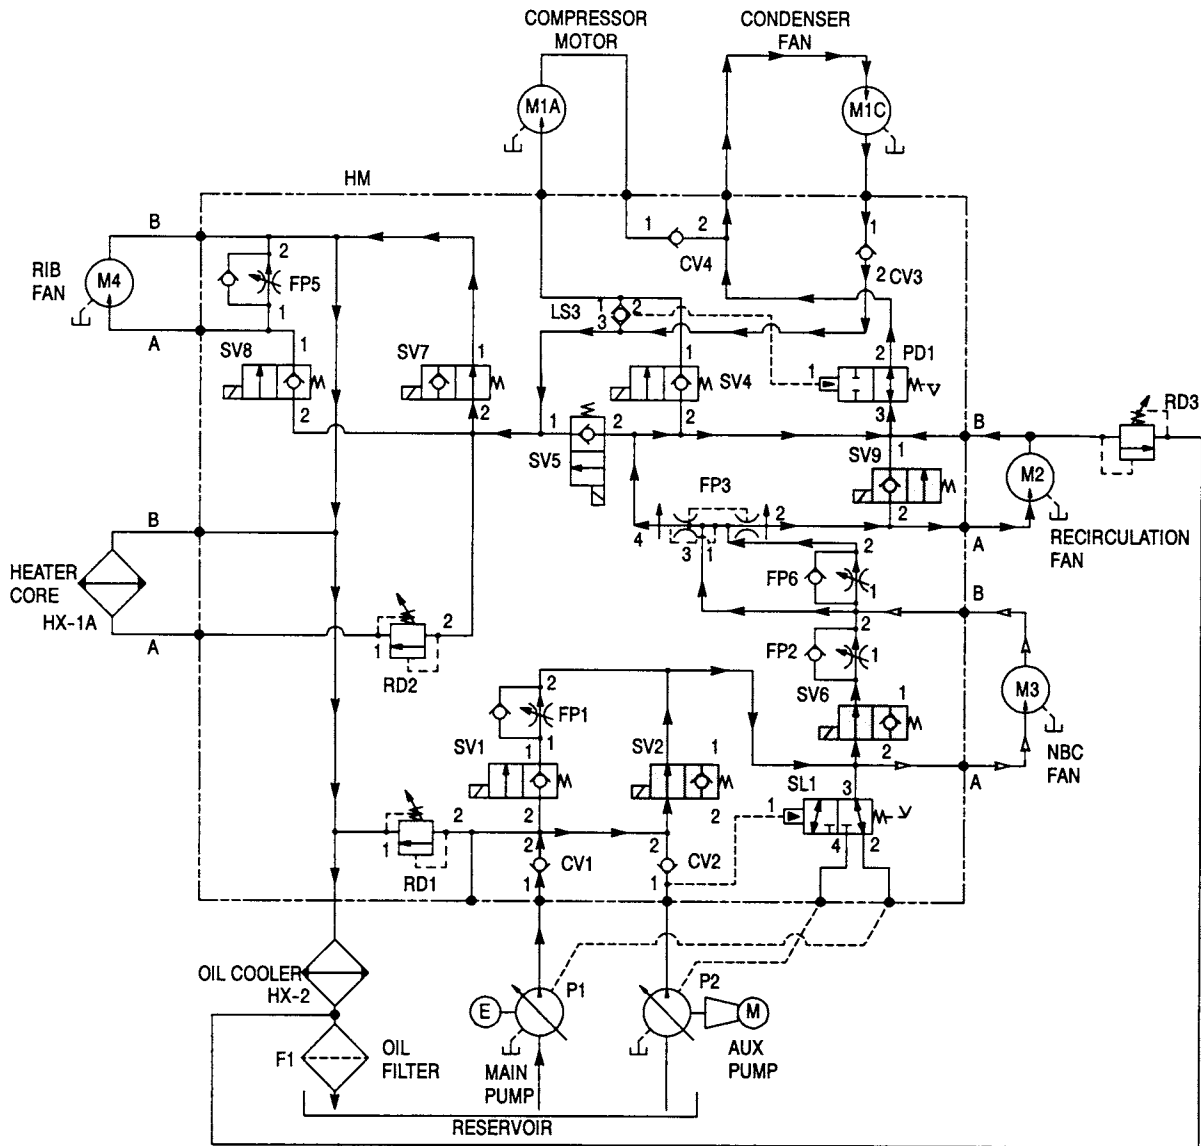 COMPRESSOR
MOTOR
CONDENSER
FAN
M1A
M1C
HM
B
1
2
1
RIB
FAN
M4
2
FP5
CV4
2
CV3
1
LS3
1
2
3
A
SV8
1
SV7
1
1
SV4
2
PD1
1
2
2
3
B
RD3
1
2
SV5
2
SV9
1
M2
FP3
2
B
4
3
1
2
A
RECIRCULATION
FAN
HEATER
CORE
FP6
2
1
B
HX-1A
A
1
2
RD2
FP2
2
1
M3
2
FP1
1
SV6
1
NBC
FAN
SV1
1
SV2
1
2
A
SL1
3
1
2
2
2
1
RD1
2
CV1
1
2
CV2
1
4
2
OIL COOLER
HX-2
P1
P2
E
M
F1
OIL
FILTER
MAIN
PUMP
AUX
PUMP
RESERVOIR